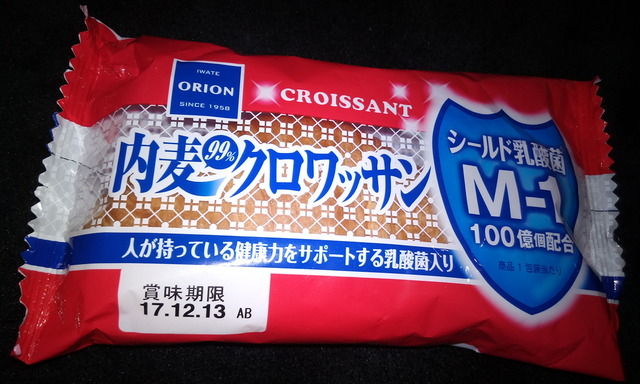 IWATE
ORION
SINCE 1958
CROISSANT
内麦99%クロワッサン
シールド乳酸菌
M-1
100億個配合
商品1包装当たり
人が持っている健康力をサポートする乳酸菌入り
賞味期限
17.12.13 AB